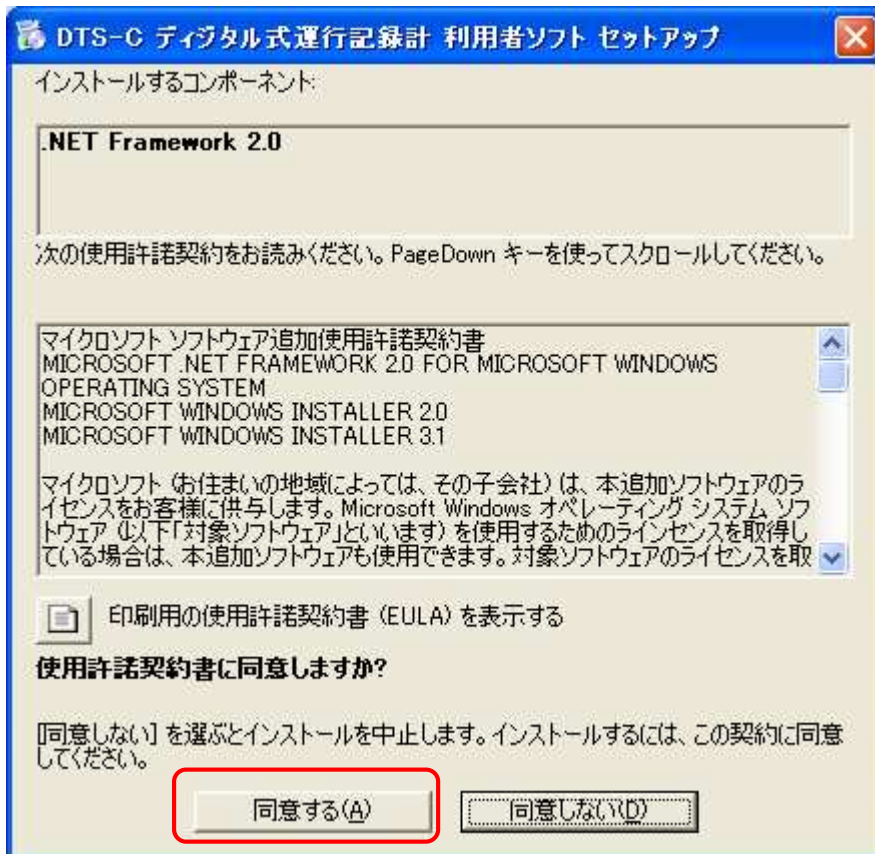 DTS-C ディジタル式運行記録計 利用者ソフト セットアップ
インストールするコンポーネント:
.NET Framework 2.0
次の使用許諾契約をお読みください。PageDown キーを使ってスクロールしてください。
マイクロソフト ソフトウェア追加使用許諾契約書
MICROSOFT .NET FRAMEWORK 2.0 FOR MICROSOFT WINDOWS
OPERATING SYSTEM
MICROSOFT WINDOWS INSTALLER 2.0
MICROSOFT WINDOWS INSTALLER 3.1
マイクロソフト (お住まいの地域によっては、その子会社) は、本追加ソフトウェアのラ
イセンスをお客様に供与します。Microsoft Windows オペレーティング システム ソフ
トウェア (以下「対象ソフトウェア」といいます) を使用するためのラインセンスを取得し
ている場合は、本追加ソフトウェアも使用できます。対象ソフトウェアのライセンスを取
印刷用の使用許諾契約書 (EULA) を表示する
使用許諾契約書に同意しますか?
[同意しない] を選ぶとインストールを中止します。インストールするには、この契約に同意
してください。
同意する(A)
同意しない(D)